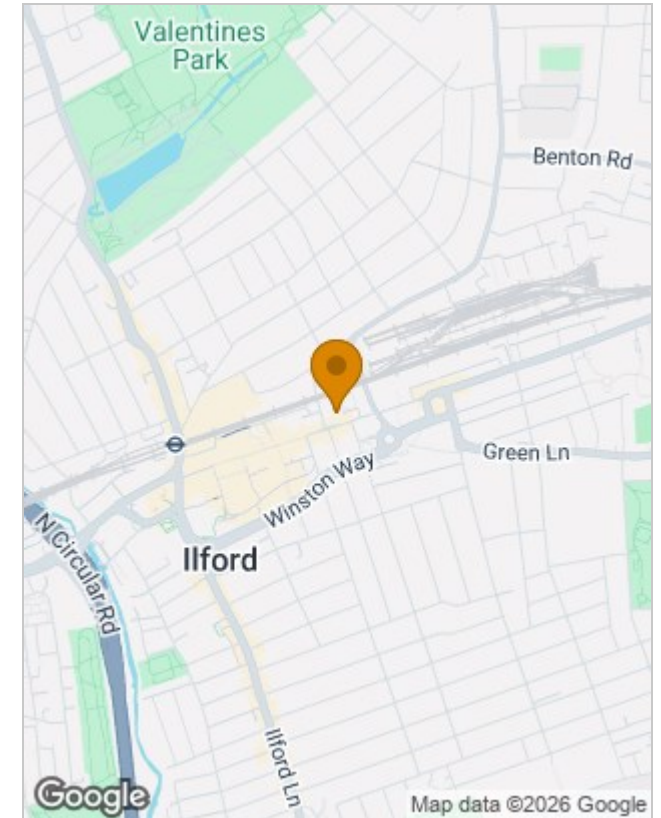 Valentines
Park
Benton Rd
Green Ln
Winston Way
N Circular Rd
Ilford
Ilford Ln
Google
Map data ©2026 Google